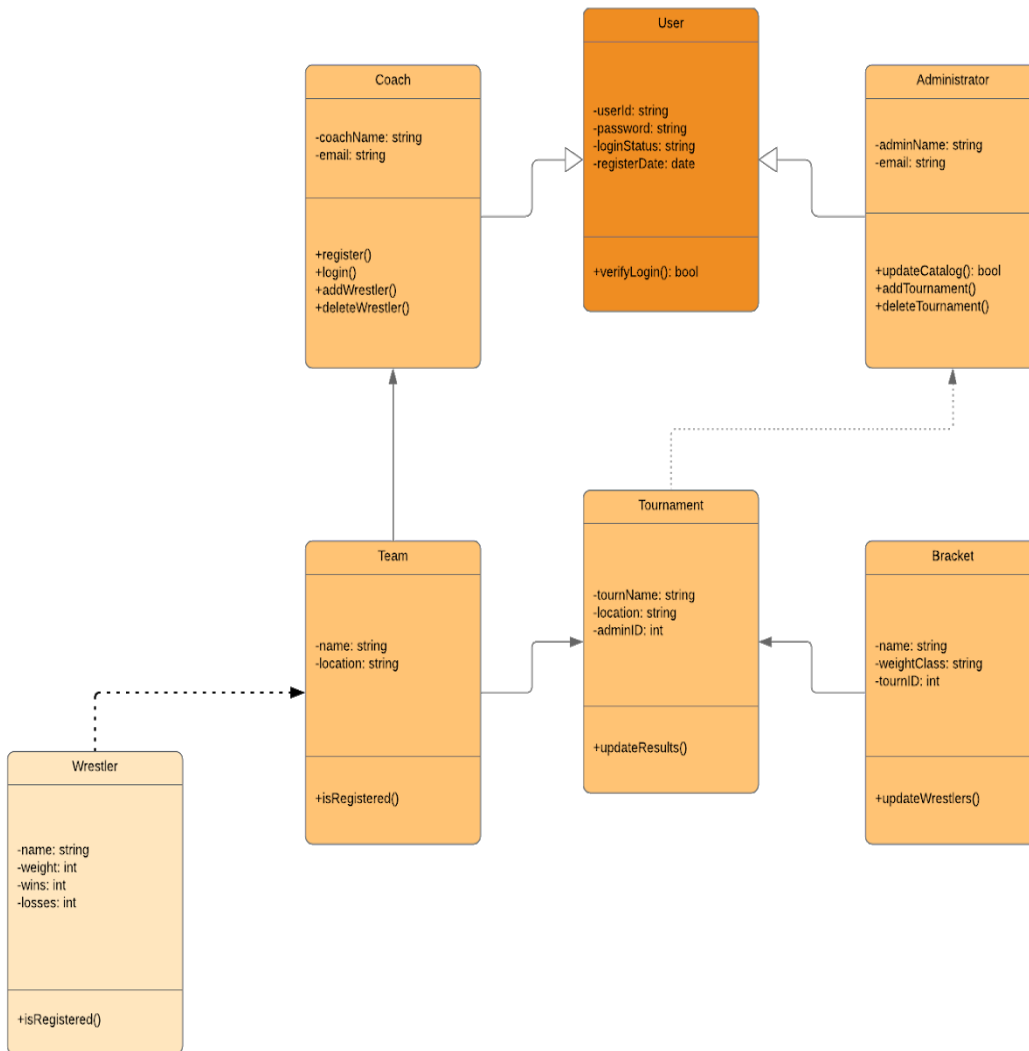 User
-userId: string
-password: string
-loginStatus: string
-registerDate: date
+verifyLogin(): bool
Coach
-coachName: string
-email: string
+register()
+login()
+addWrestler()
+deleteWrestler()
Administrator
-adminName: string
-email: string
+updateCatalog(): bool
+addTournament()
+deleteTournament()
Tournament
-tournName: string
-location: string
-adminID: int
+updateResults()
Team
-name: string
-location: string
+isRegistered()
Bracket
-name: string
-weightClass: string
-tournID: int
+updateWrestlers()
Wrestler
-name: string
-weight: int
-wins: int
-losses: int
+isRegistered()